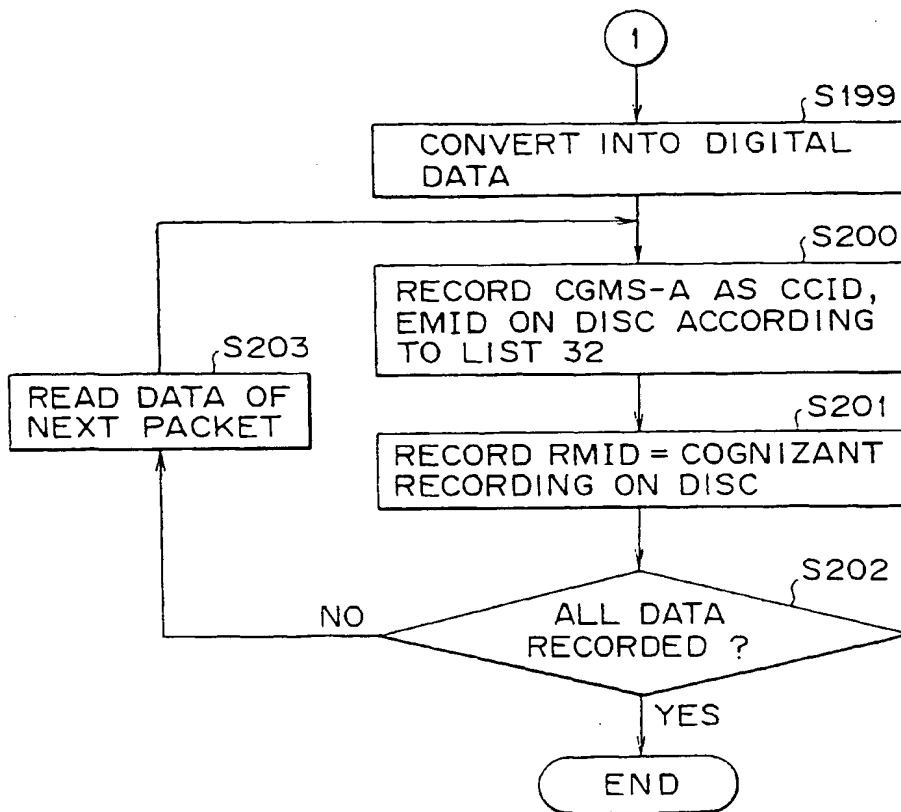 1
S199
CONVERT INTO DIGITAL
DATA
S200
RECORD CGMS-A AS CCID,
EMID ON DISC ACCORDING
TO LIST 32
S203
READ DATA OF
NEXT PACKET
S201
RECORD RMID = COGNIZANT
RECORDING ON DISC
S202
ALL DATA
RECORDED ?
NO
YES
END